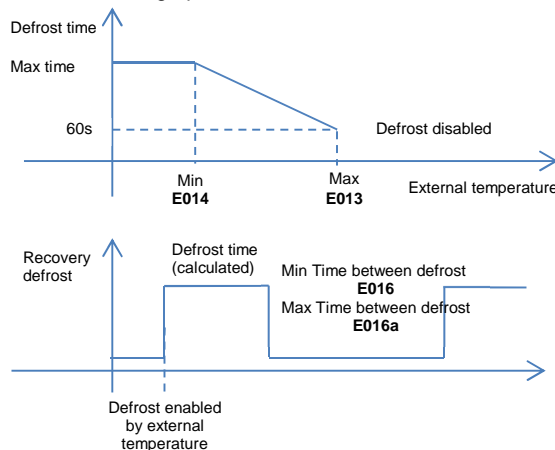 Defrost time
Max time
60s
Defrost disabled
Min
E014
Max
E013
External temperature
Recovery
defrost
Defrost time
(calculated)
Min Time between defrost
E016
Max Time between defrost
E016a
Defrost enabled
by external
temperature